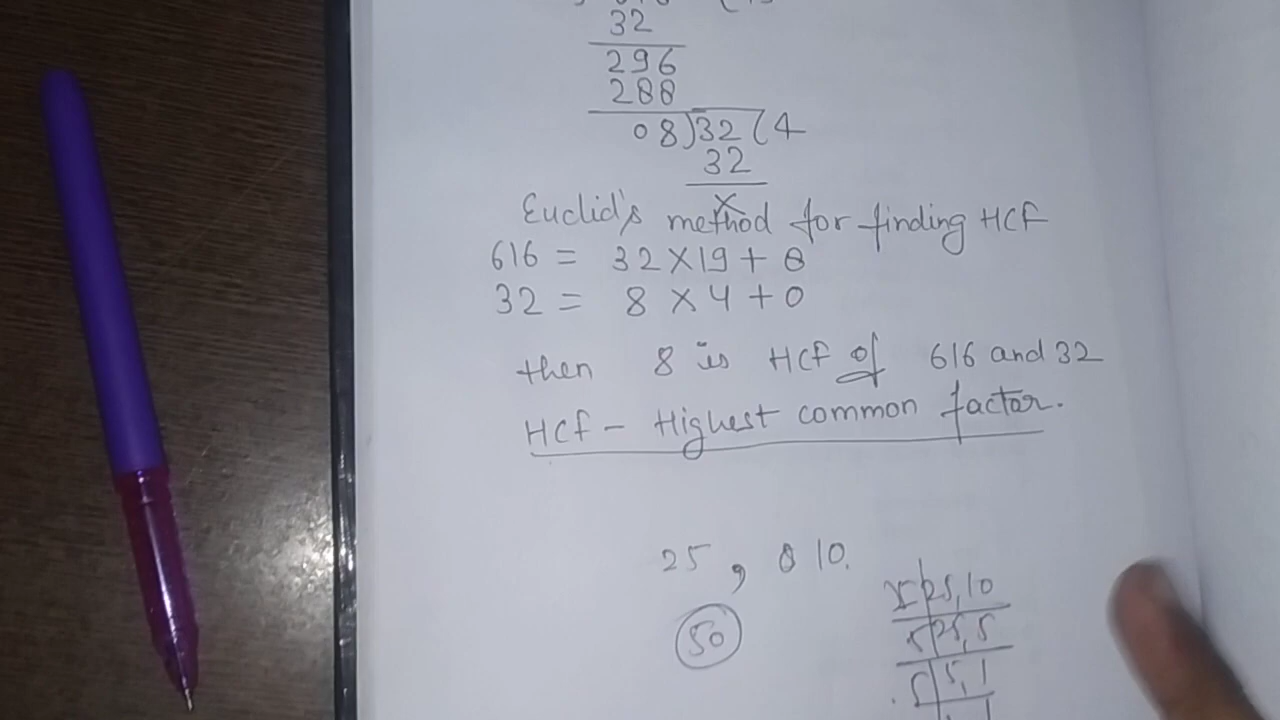 32
296
288
08)32(4
32
x
Euclid's method for finding HCF
616 = 32 × 19 + 8
32 = 8 × 4 + 0
then 8 is HCF of 616 and 32
HCF - Highest common factor.
25, 10.
50
25, 10
5 25, 5
5 5, 1